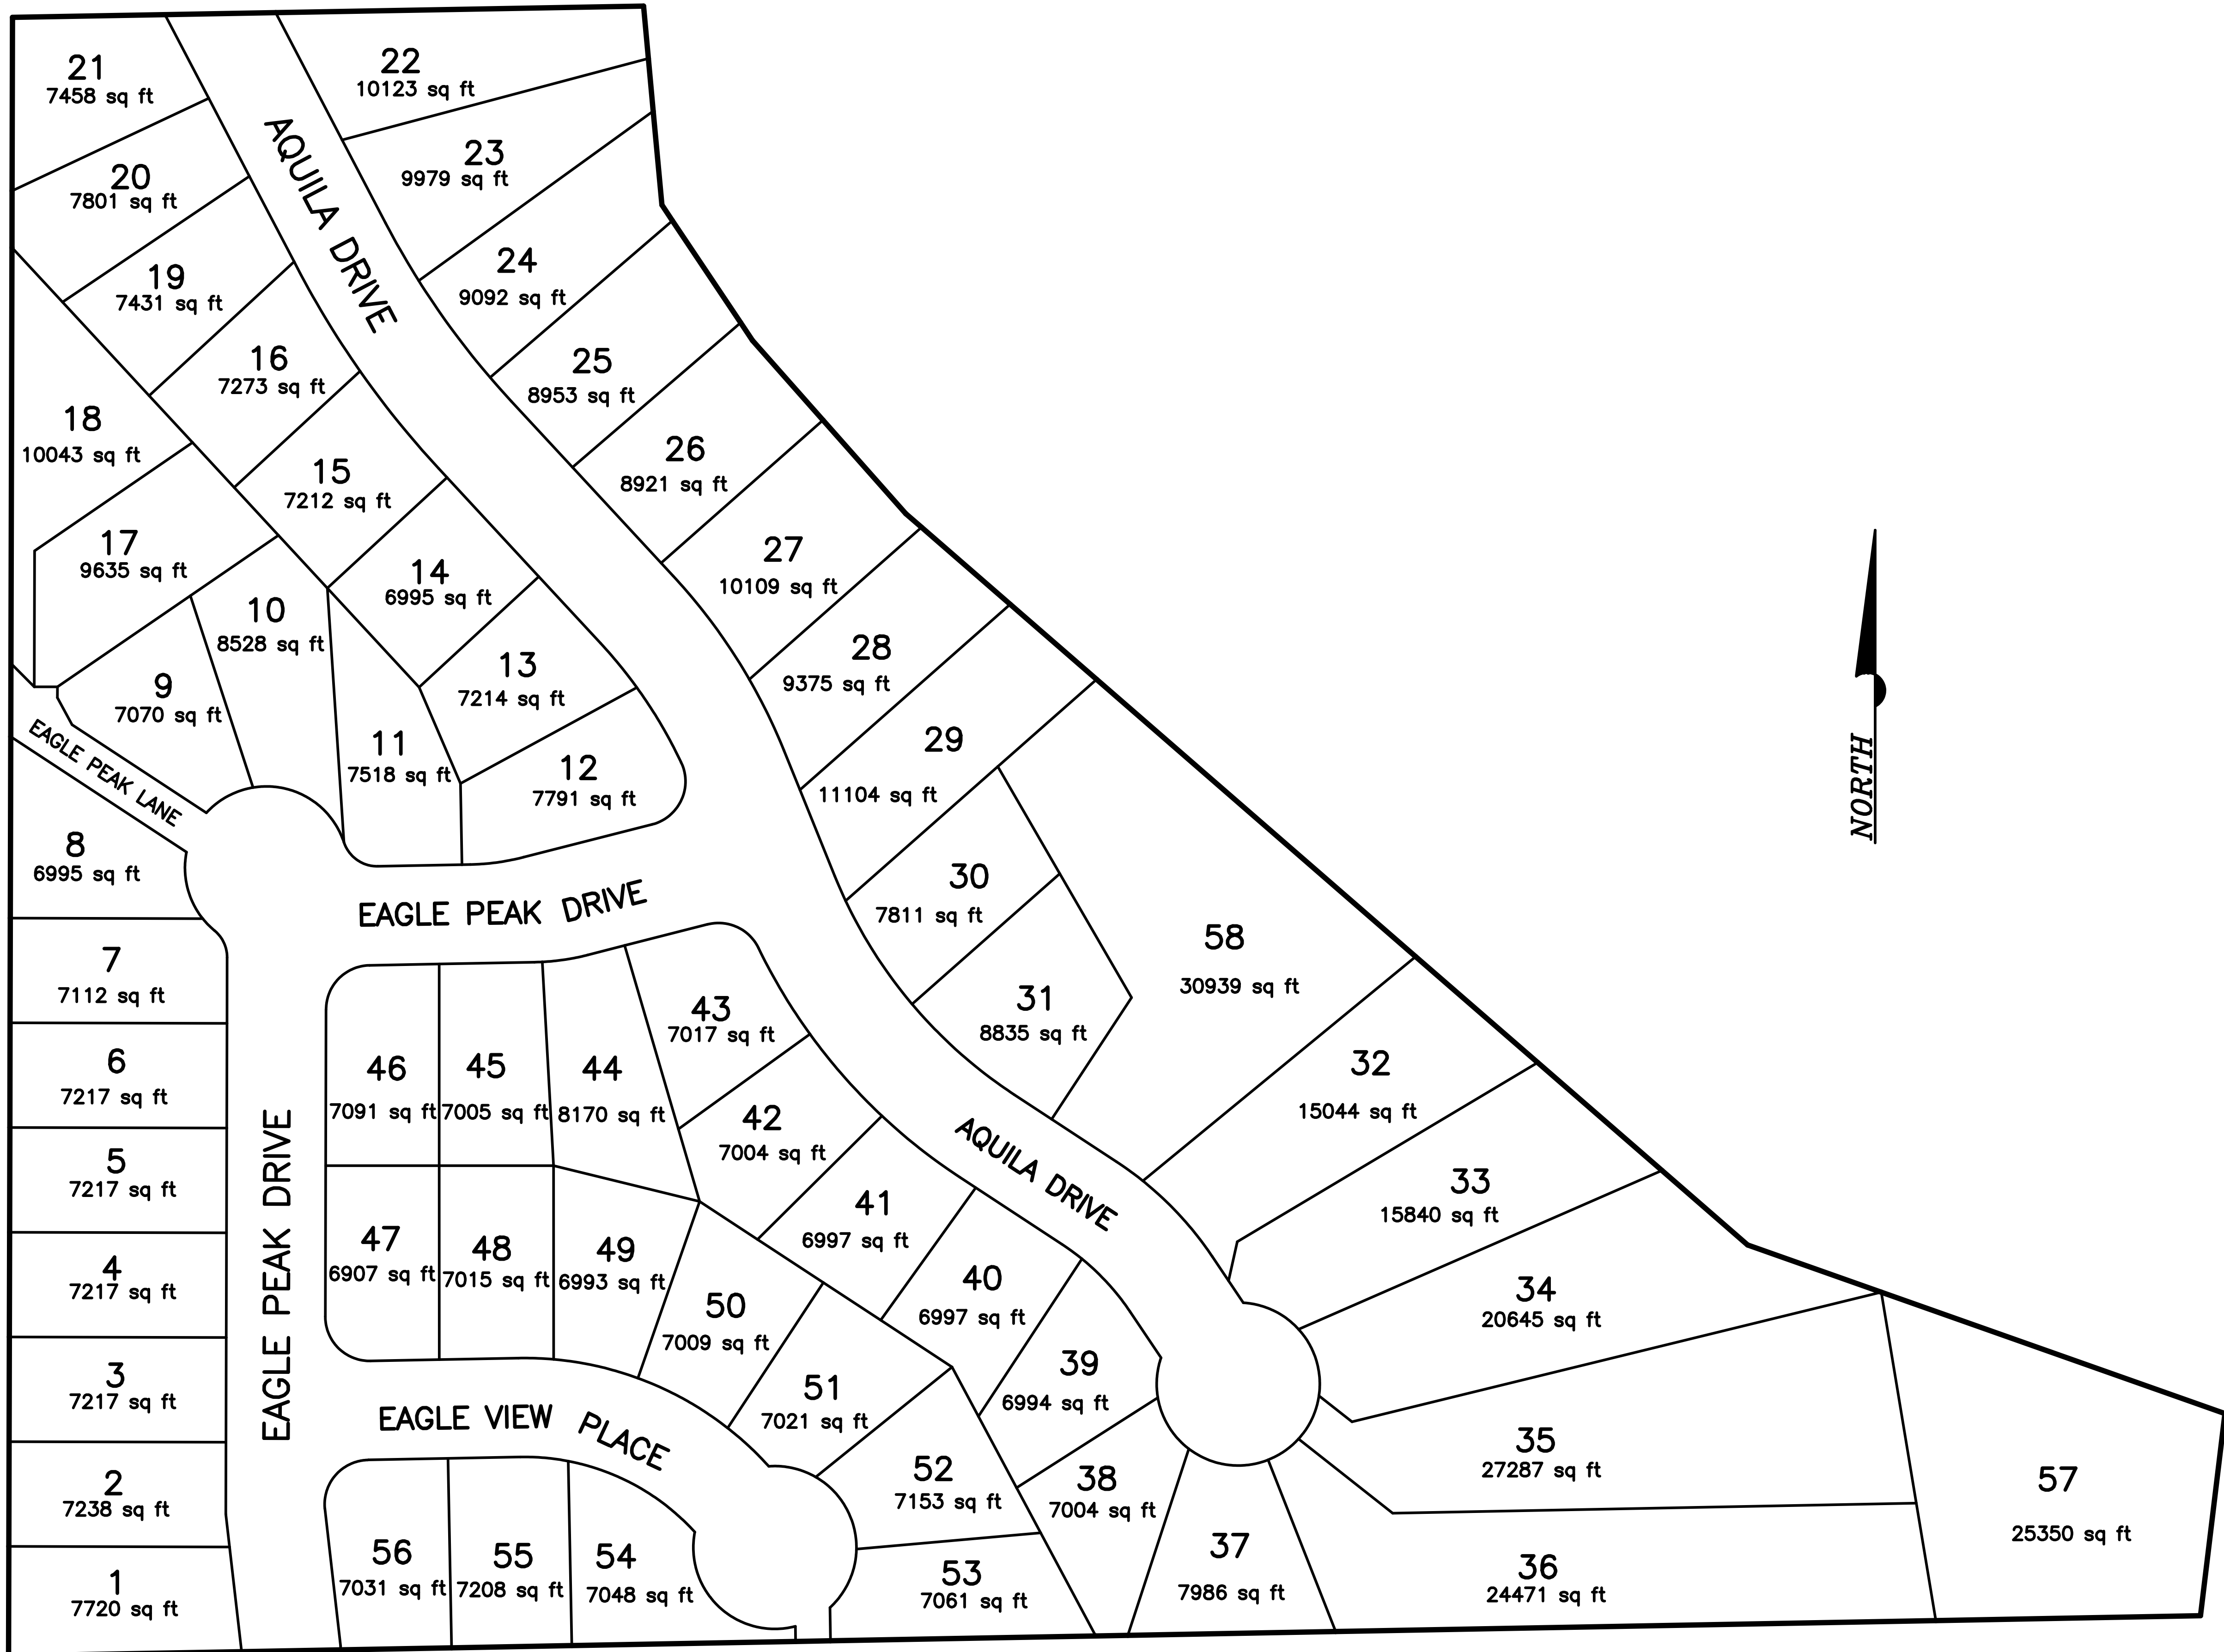 21
7458 sq ft
22
10123 sq ft
20
7801 sq ft
AQUILA DRIVE
23
9979 sq ft
19
7431 sq ft
24
9092 sq ft
16
7273 sq ft
25
8953 sq ft
18
10043 sq ft
15
7212 sq ft
26
8921 sq ft
17
9635 sq ft
14
6995 sq ft
27
10109 sq ft
10
8528 sq ft
9
7070 sq ft
13
7214 sq ft
28
9375 sq ft
11
7518 sq ft
12
7791 sq ft
29
11104 sq ft
NORTH
EAGLE PEAK LANE
8
6995 sq ft
EAGLE PEAK DRIVE
30
7811 sq ft
58
30939 sq ft
7
7112 sq ft
43
7017 sq ft
31
8835 sq ft
6
7217 sq ft
46
7091 sq ft
45
7005 sq ft
44
8170 sq ft
42
7004 sq ft
32
15044 sq ft
5
7217 sq ft
EAGLE PEAK DRIVE
AQUILA DRIVE
33
15840 sq ft
41
6997 sq ft
4
7217 sq ft
47
6907 sq ft
48
7015 sq ft
49
6993 sq ft
50
7009 sq ft
40
6997 sq ft
34
20645 sq ft
3
7217 sq ft
EAGLE VIEW PLACE
51
7021 sq ft
39
6994 sq ft
2
7238 sq ft
52
7153 sq ft
38
7004 sq ft
35
27287 sq ft
57
25350 sq ft
1
7720 sq ft
56
7031 sq ft
55
7208 sq ft
54
7048 sq ft
53
7061 sq ft
37
7986 sq ft
36
24471 sq ft